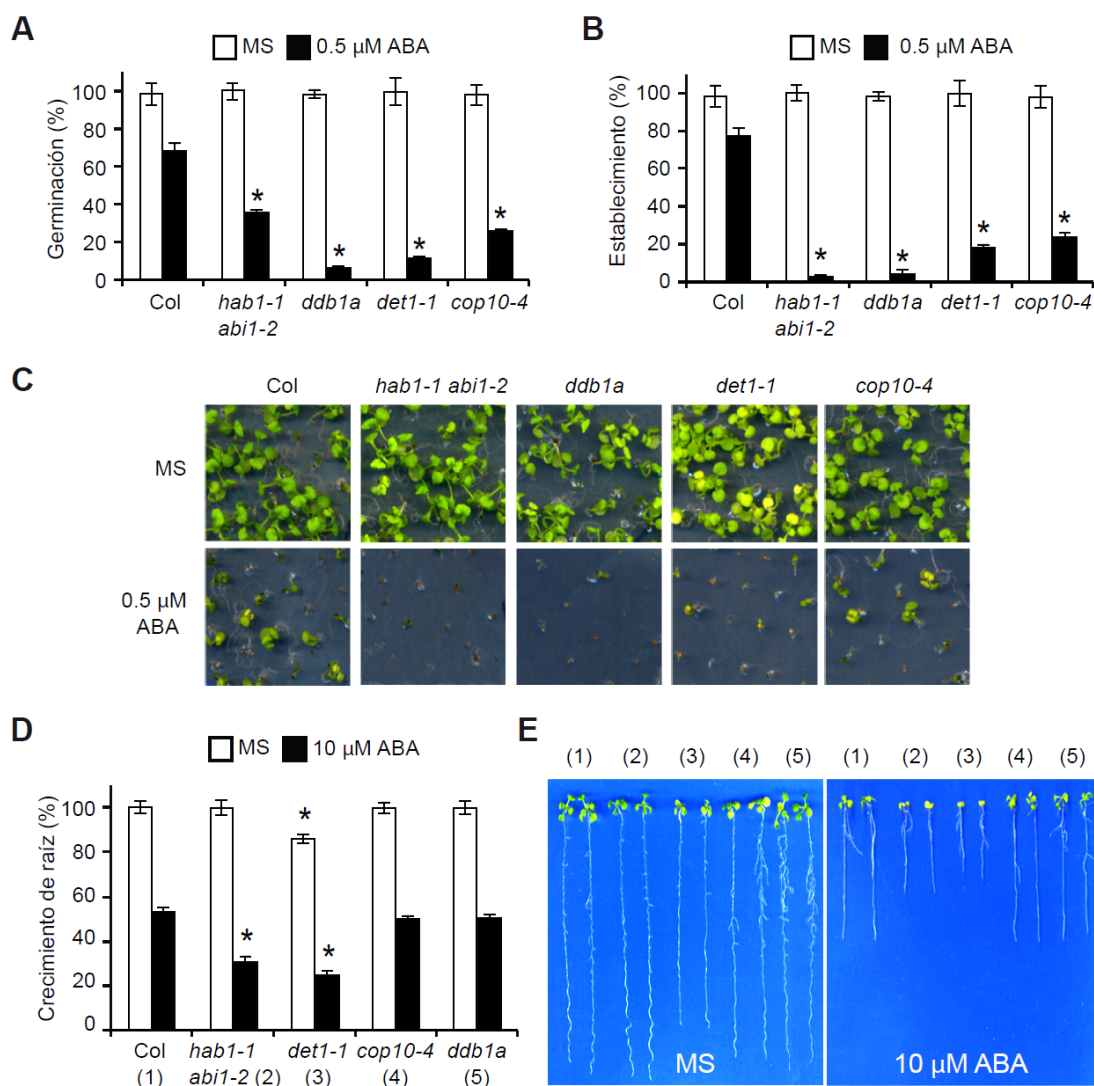 A
MS 0.5 µM ABA
Germinación (%)
100
80
60
40
20
0
*
*
*
*
Col hab1-1 ddb1a det1-1 cop10-4
abi1-2
B
MS 0.5 µM ABA
Establecimiento (%)
100
80
60
40
20
0
*
*
*
*
Col hab1-1 ddb1a det1-1 cop10-4
abi1-2
C
Col hab1-1 abi1-2 ddb1a det1-1 cop10-4
MS
0.5 µM
ABA
D
MS 10 µM ABA
Crecimiento de raíz (%)
100
80
60
40
20
0
*
*
*
Col hab1-1 det1-1 cop10-4 ddb1a
(1) abi1-2 (2) (3) (4) (5)
E
(1) (2) (3) (4) (5) (1) (2) (3) (4) (5)
MS 10 µM ABA